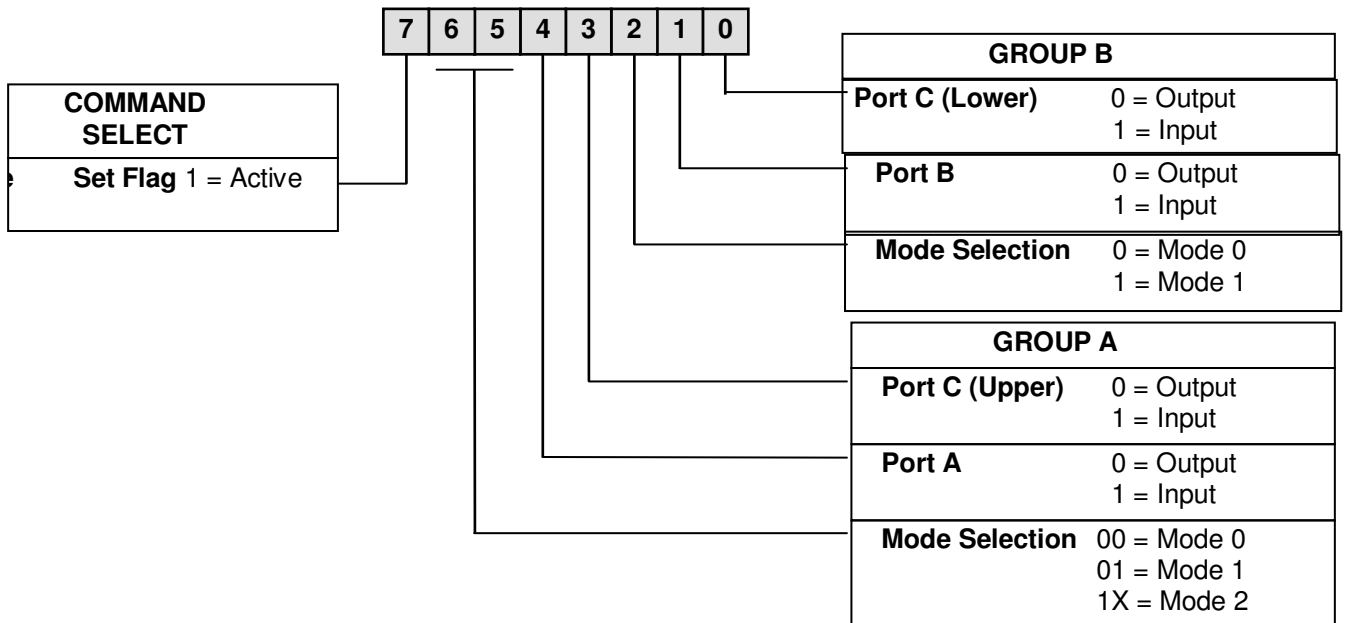 7 6 5 4 3 2 1 0
COMMAND
SELECT
e Set Flag 1 = Active
GROUP B
Port C (Lower) 0 = Output
1 = Input
Port B 0 = Output
1 = Input
Mode Selection 0 = Mode 0
1 = Mode 1
GROUP A
Port C (Upper) 0 = Output
1 = Input
Port A 0 = Output
1 = Input
Mode Selection 00 = Mode 0
01 = Mode 1
1X = Mode 2